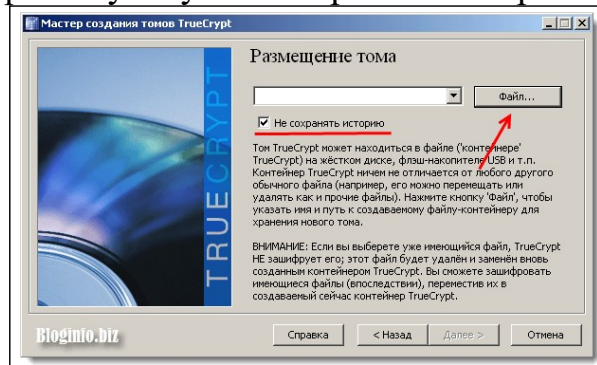 Мастер создания томов TrueCrypt
Размещение тома
Файл...
Не сохранять историю
Том TrueCrypt может находиться в файле ('контейнере'
TrueCrypt) на жёстком диске, флэш-накопителе USB и т.п.
Контейнер TrueCrypt ничем не отличается от любого другого
обычного файла (например, его можно перемещать или
удалять как и прочие файлы). Нажмите кнопку 'Файл', чтобы
указать имя и путь к создаваемому файлу-контейнеру для
хранения нового тома.
ВНИМАНИЕ: Если вы выберете уже имеющийся файл, TrueCrypt
НЕ зашифрует его; этот файл будет удалён и заменён вновь
созданным контейнером TrueCrypt. Вы сможете зашифровать
имеющиеся файлы (впоследствии), переместив их в
создаваемый сейчас контейнер TrueCrypt.
TRUECRYPT
Bloginfo.biz
Справка
< Назад
Далее >
Отмена